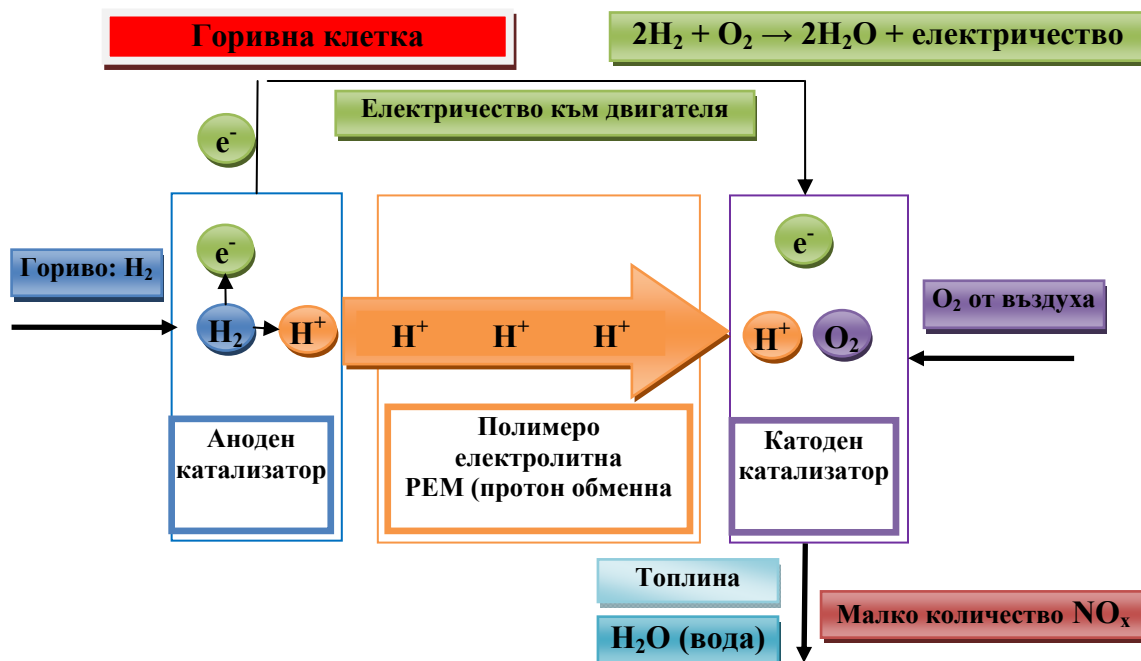 Горивна клетка
2H₂ + O₂ → 2H₂O + електричество
Електричество към двигателя
e⁻
e⁻
e⁻
Гориво: H₂
O₂ от въздуха
H₂
H⁺
H⁺ H⁺ H⁺
H⁺
O₂
Аноден
катализатор
Полимеро
електролитна
PEM (протон обменна
Катоден
катализатор
Топлина
H₂O (вода)
Малко количество NOₓ